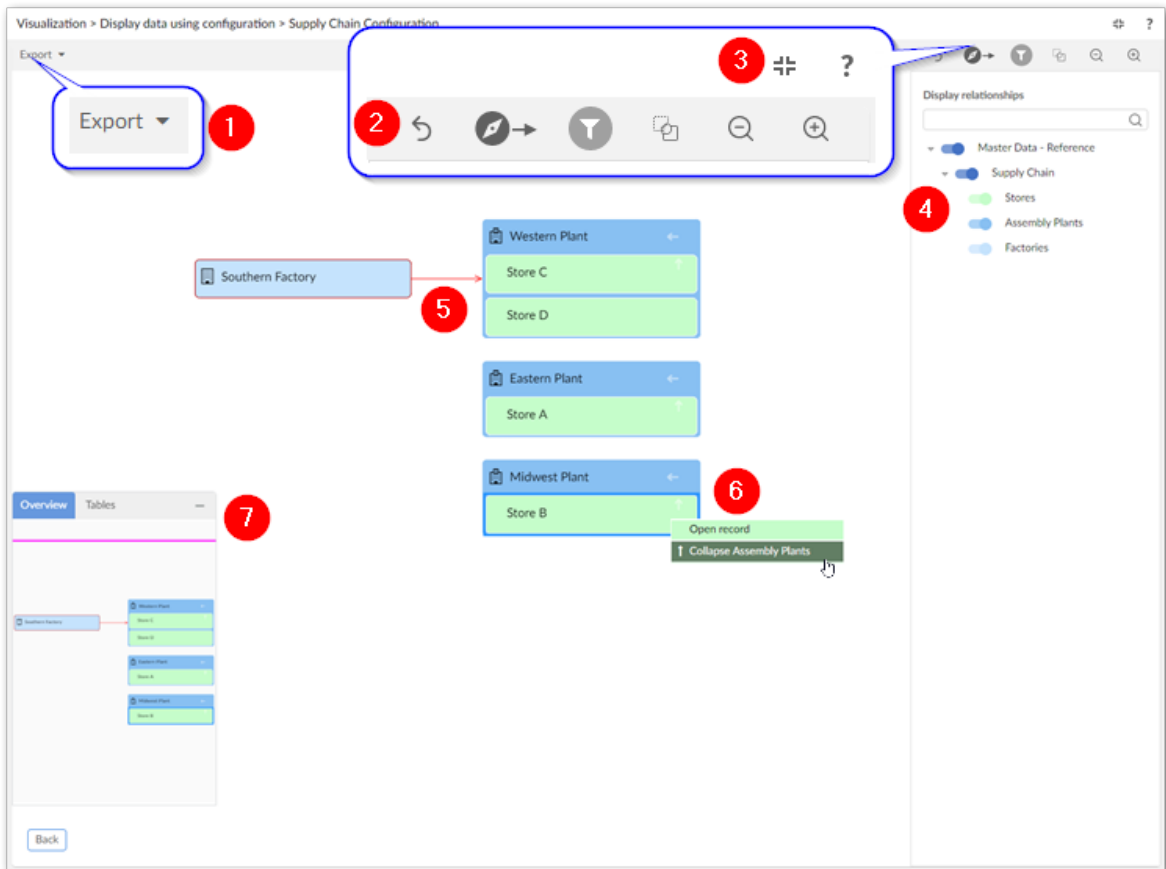 Visualization > Display data using configuration > Supply Chain Configuration
?
Export
3
?
Export
1
2
Display relationships
Master Data - Reference
Supply Chain
Stores
4
Assembly Plants
Factories
Western Plant
Southern Factory
Store C
5
Store D
Eastern Plant
Store A
Midwest Plant
6
Overview Tables
7
Store B
Open record
Collapse Assembly Plants
Western Plant
Southern Factory
Store C
Store D
Eastern Plant
Store A
Midwest Plant
Store B
Back